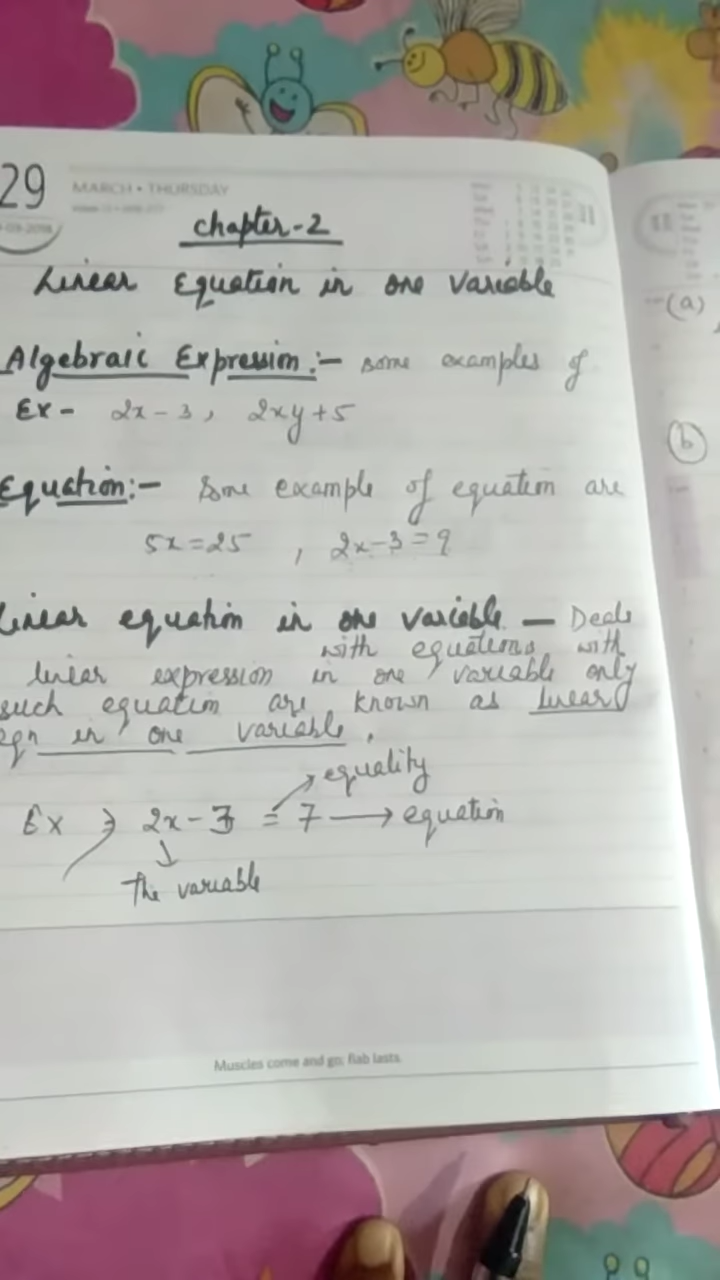 29
MARCH • THURSDAY
chapter-2
Linear Equation in one Variable
Algebraic Expression:- some examples of
Ex - 2x-3, 2xy+5
Equation:- Some example of equation are
5x=25 , 2x-3=9
Linear equation in one variable - Deals
with equations with
linear expression in one variable only
such equation are known as linear
eqn in one variable.
equality
Ex → 2x-3 = 7 → equation
The variable
Muscles come and go; flab lasts.
11
(a)
(b)